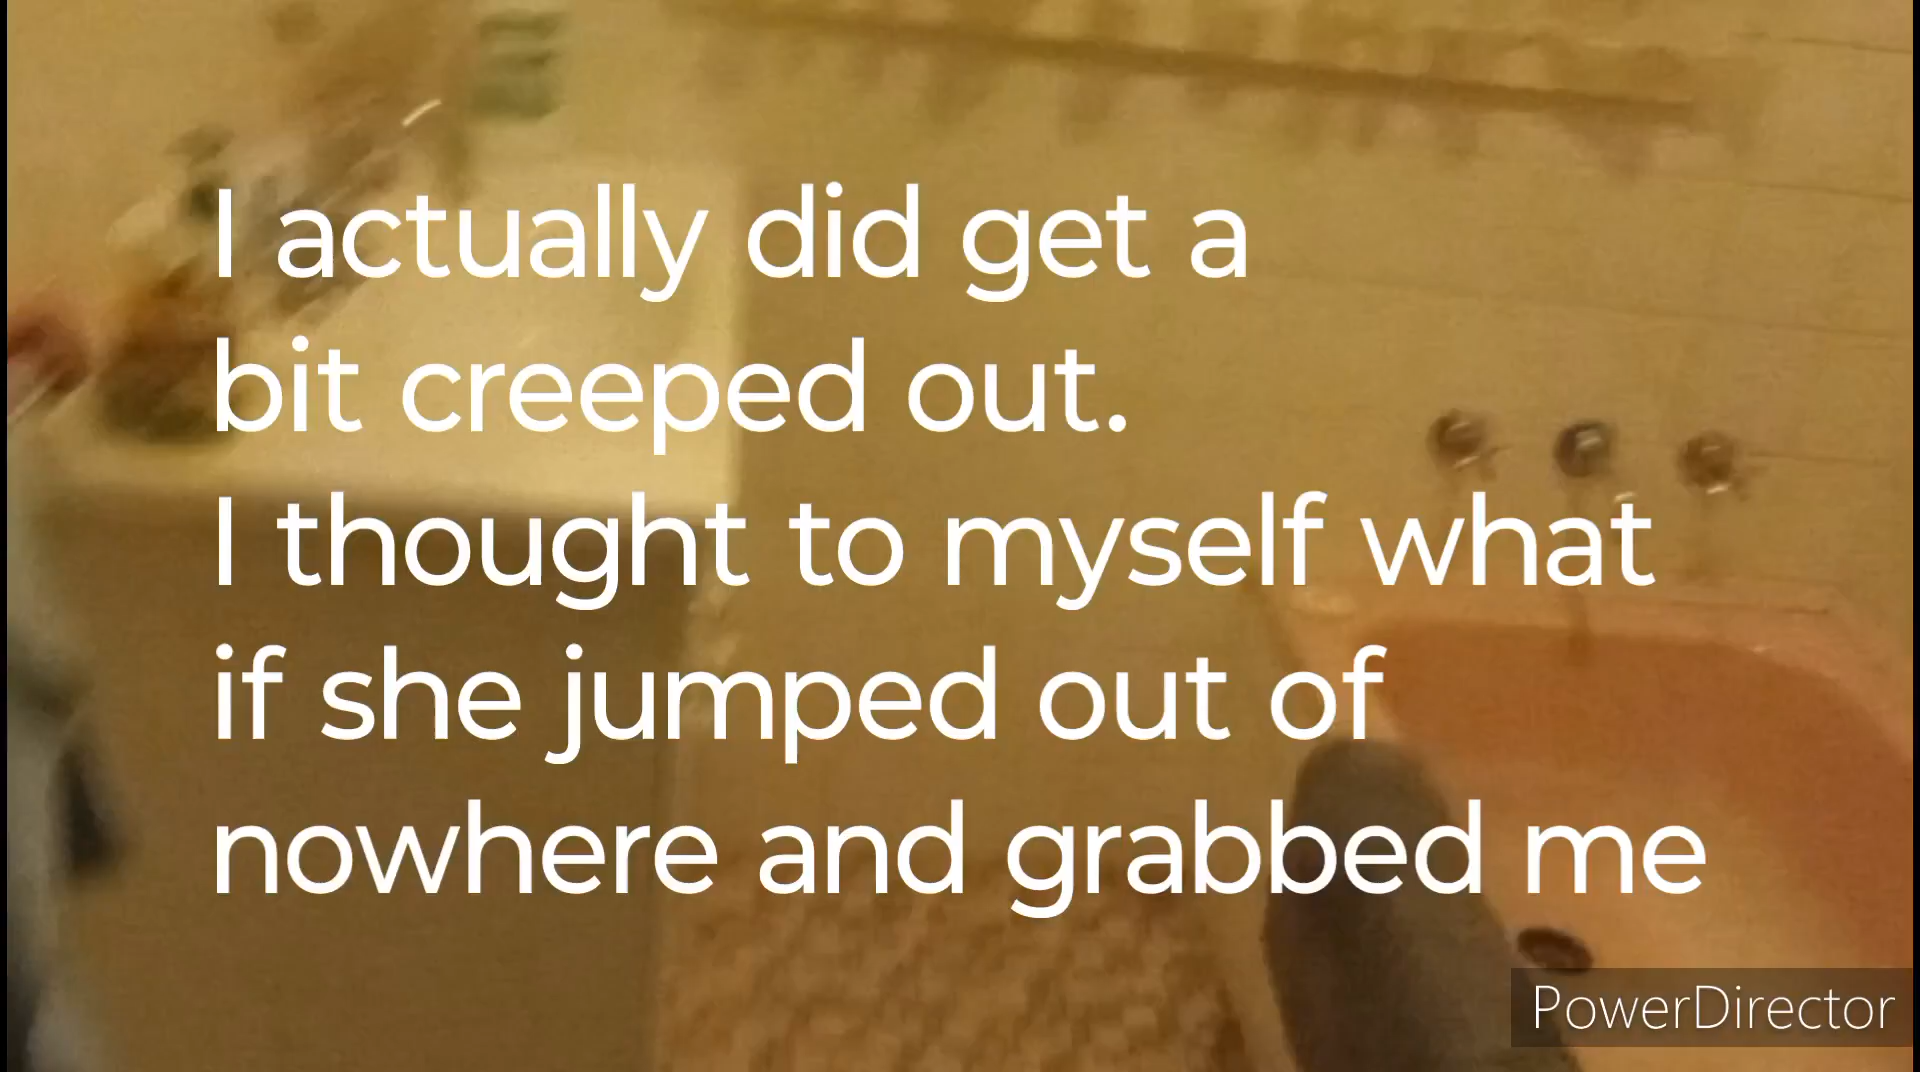 I actually did get a
bit creeped out.
I thought to myself what
if she jumped out of
nowhere and grabbed me
PowerDirector